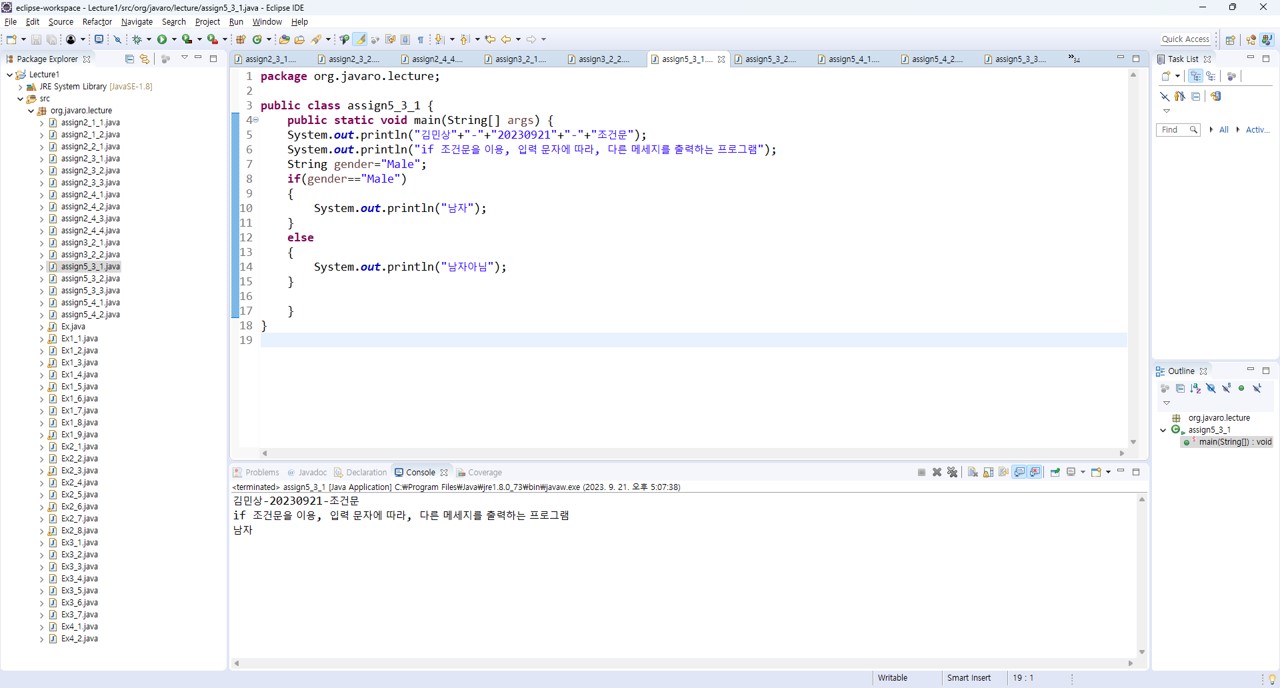 eclipse-workspace - Lecture1/src/org/javaro/lecture/assign5_3_1.java - Eclipse IDE
File Edit Source Refactor Navigate Search Project Run Window Help
Quick Access
Package Explorer
Lecture1
JRE System Library [JavaSE-1.8]
src
org.javaro.lecture
assign2_1_1.java
assign2_1_2.java
assign2_2_1.java
assign2_3_1.java
assign2_3_2.java
assign2_3_3.java
assign2_4_1.java
assign2_4_2.java
assign2_4_3.java
assign2_4_4.java
assign3_2_1.java
assign3_2_2.java
assign5_3_1.java
assign5_3_2.java
assign5_3_3.java
assign5_4_1.java
assign5_4_2.java
Ex.java
Ex1_1.java
Ex1_2.java
Ex1_3.java
Ex1_4.java
Ex1_5.java
Ex1_6.java
Ex1_7.java
Ex1_8.java
Ex1_9.java
Ex2_1.java
Ex2_2.java
Ex2_3.java
Ex2_4.java
Ex2_5.java
Ex2_6.java
Ex2_7.java
Ex2_8.java
Ex3_1.java
Ex3_2.java
Ex3_3.java
Ex3_4.java
Ex3_5.java
Ex3_6.java
Ex3_7.java
Ex4_1.java
Ex4_2.java
assign2_3_1.... assign2_3_2.... assign2_4_4.... assign3_2_1.... assign3_2_2.... assign5_3_1.... assign5_3_2.... assign5_4_1.... assign5_4_2.... assign5_3_3.... »34
1 package org.javaro.lecture;
2
3 public class assign5_3_1 {
4 public static void main(String[] args) {
5 System.out.println("김민상"+"-"+"20230921"+"-"+"조건문");
6 System.out.println("if 조건문을 이용, 입력 문자에 따라, 다른 메세지를 출력하는 프로그램");
7 String gender="Male";
8 if(gender=="Male")
9 {
10 System.out.println("남자");
11 }
12 else
13 {
14 System.out.println("남자아님");
15 }
16
17 }
18 }
19
Problems Javadoc Declaration Console Coverage
<terminated> assign5_3_1 [Java Application] C:₩Program Files₩Java₩jre1.8.0_73₩bin₩javaw.exe (2023. 9. 21. 오후 5:07:38)
김민상-20230921-조건문
if 조건문을 이용, 입력 문자에 따라, 다른 메세지를 출력하는 프로그램
남자
Task List
Find All Activ...
Outline
org.javaro.lecture
assign5_3_1
main(String[]) : void
Writable Smart Insert 19 : 1